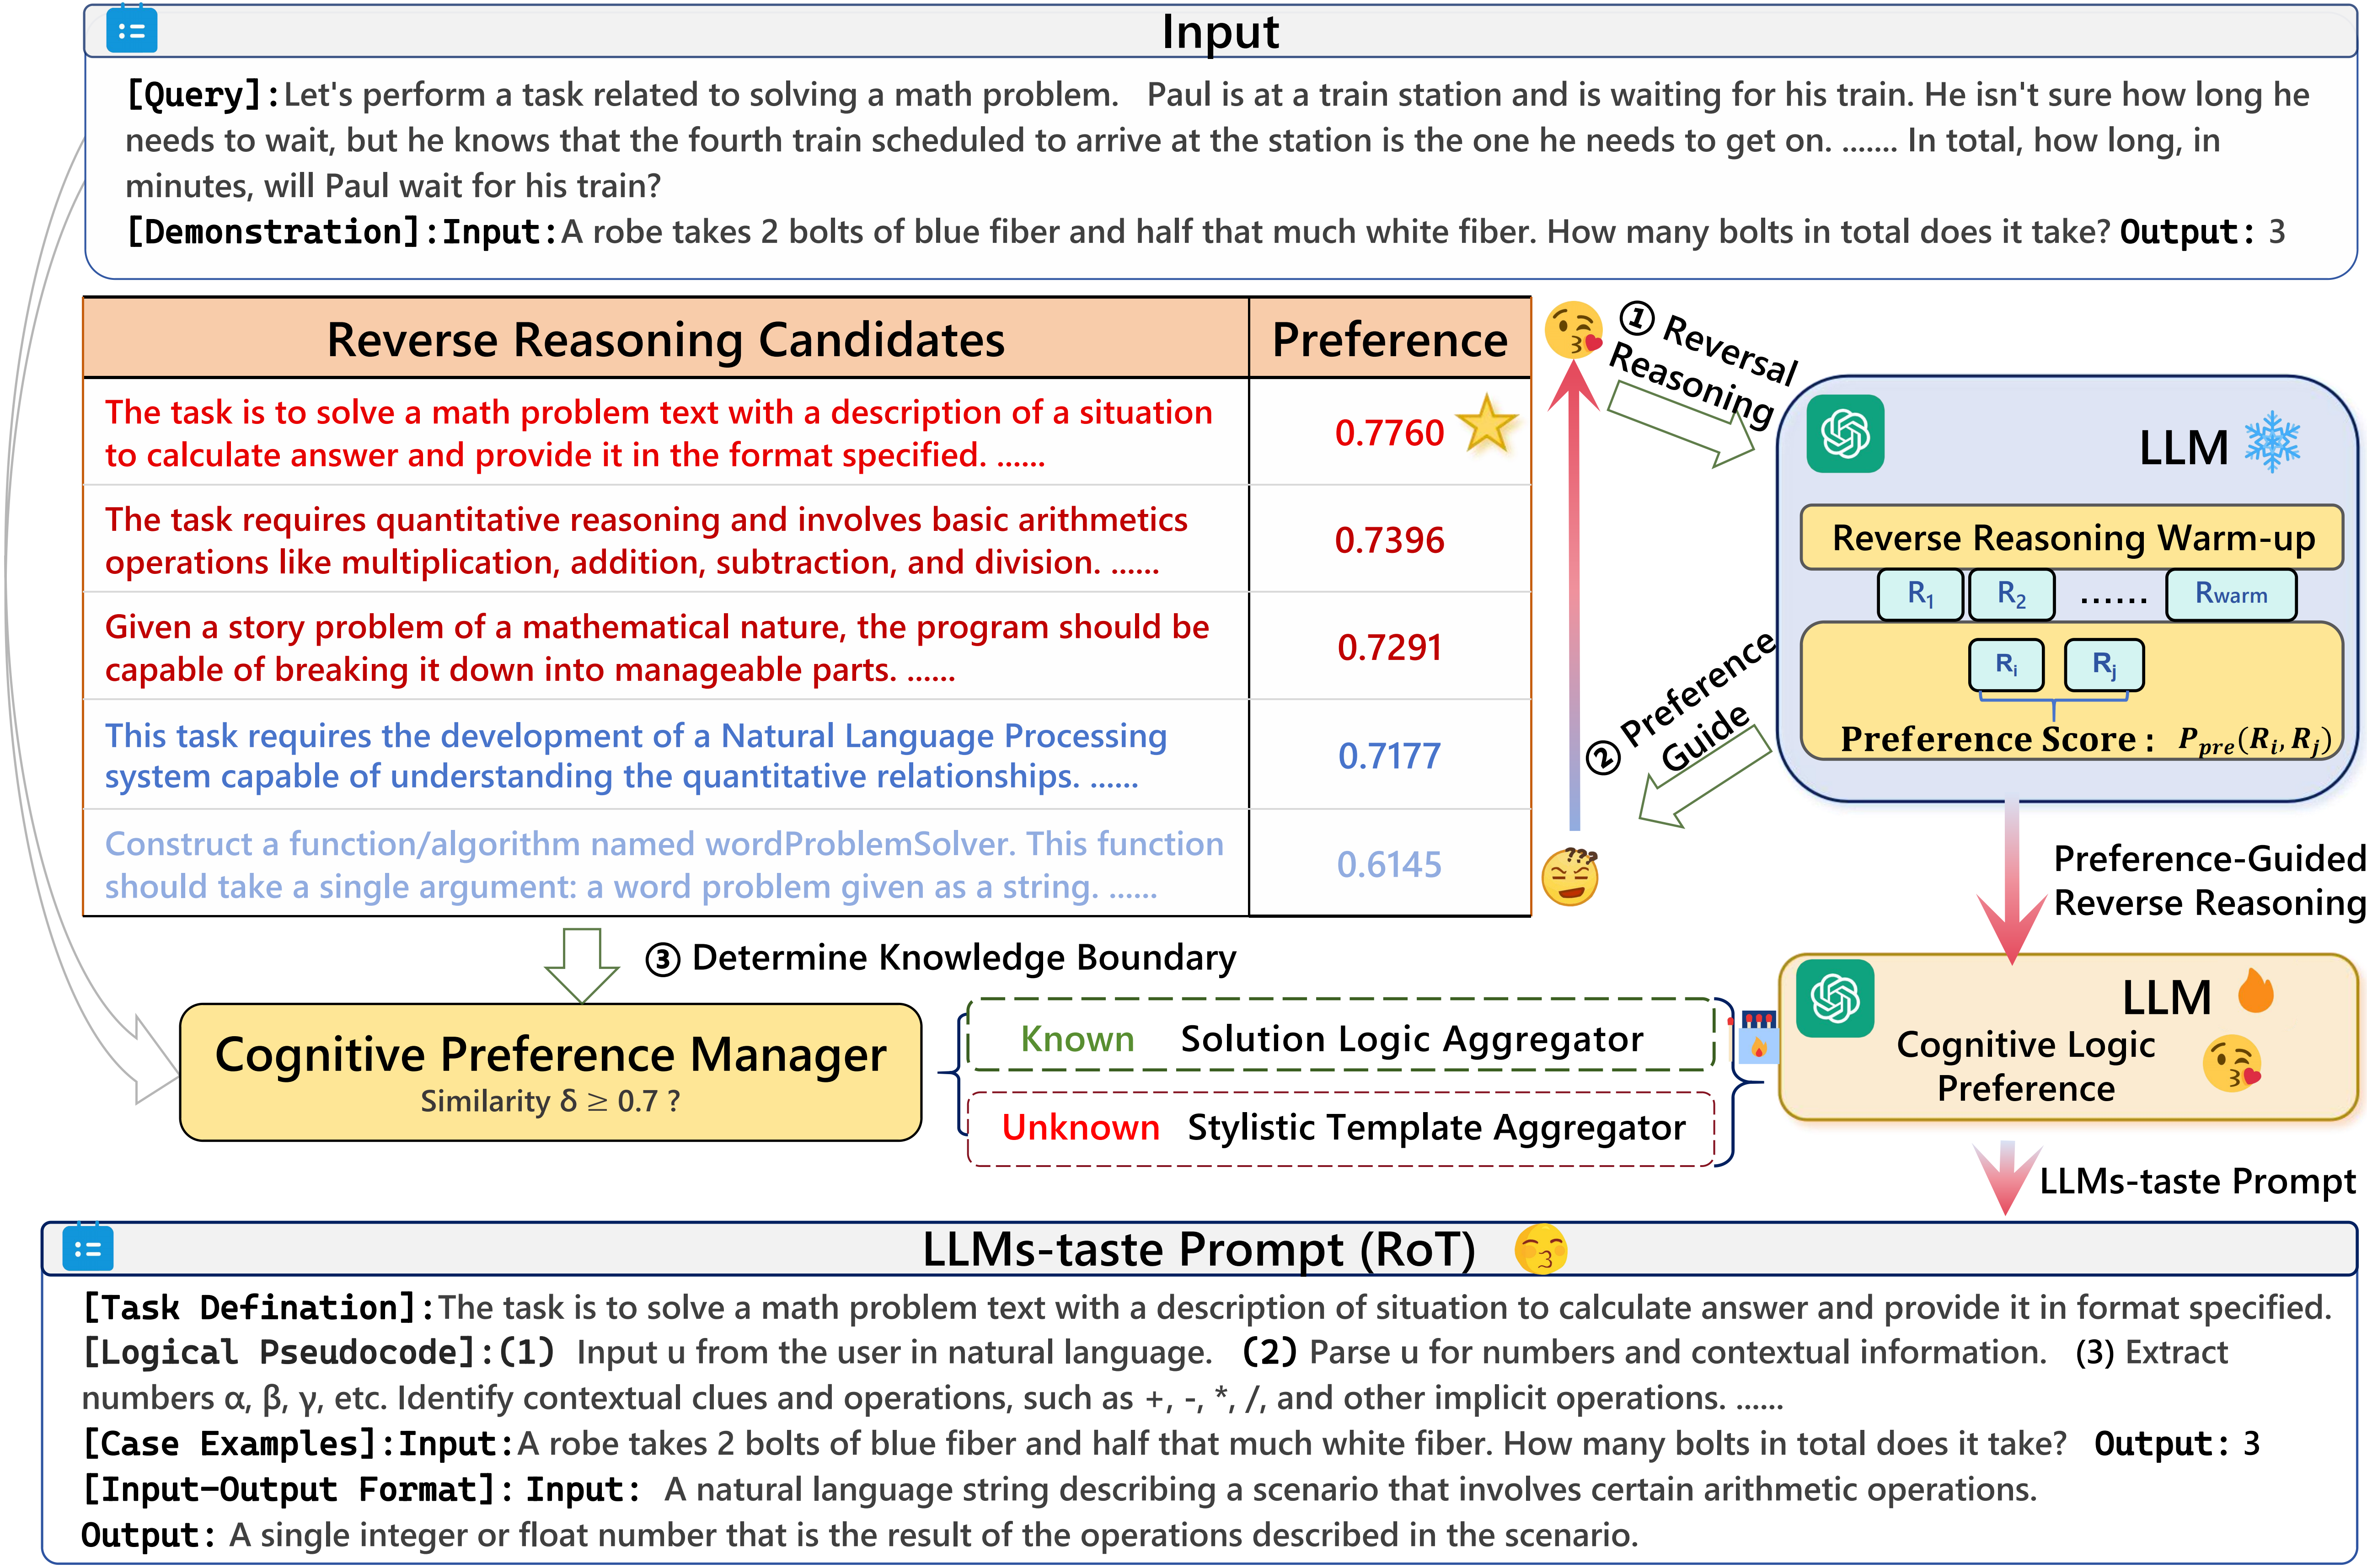 Input
[Query]:Let's perform a task related to solving a math problem. Paul is at a train station and is waiting for his train. He isn't sure how long he
needs to wait, but he knows that the fourth train scheduled to arrive at the station is the one he needs to get on. ....... In total, how long, in
minutes, will Paul wait for his train?
[Demonstration]:Input:A robe takes 2 bolts of blue fiber and half that much white fiber. How many bolts in total does it take? Output: 3
Reverse Reasoning Candidates
Preference
The task is to solve a math problem text with a description of a situation
to calculate answer and provide it in the format specified. ......
0.7760
The task requires quantitative reasoning and involves basic arithmetics
operations like multiplication, addition, subtraction, and division. ......
0.7396
Given a story problem of a mathematical nature, the program should be
capable of breaking it down into manageable parts. ......
0.7291
This task requires the development of a Natural Language Processing
system capable of understanding the quantitative relationships. ......
0.7177
Construct a function/algorithm named wordProblemSolver. This function
should take a single argument: a word problem given as a string. ......
0.6145
① Reversal
Reasoning
② Preference
Guide
LLM
Reverse Reasoning Warm-up
R1 R2 ...... Rwarm
Ri Rj
Preference Score: Ppre(Ri, Rj)
Preference-Guided
Reverse Reasoning
③ Determine Knowledge Boundary
Cognitive Preference Manager
Similarity δ ≥ 0.7 ?
Known Solution Logic Aggregator
Unknown Stylistic Template Aggregator
LLM
Cognitive Logic
Preference
LLMs-taste Prompt
LLMs-taste Prompt (RoT)
[Task Defination]:The task is to solve a math problem text with a description of situation to calculate answer and provide it in format specified.
[Logical Pseudocode]:(1) Input u from the user in natural language. (2) Parse u for numbers and contextual information. (3) Extract
numbers α, β, γ, etc. Identify contextual clues and operations, such as +, -, *, /, and other implicit operations. ......
[Case Examples]:Input:A robe takes 2 bolts of blue fiber and half that much white fiber. How many bolts in total does it take? Output: 3
[Input-Output Format]: Input: A natural language string describing a scenario that involves certain arithmetic operations.
Output: A single integer or float number that is the result of the operations described in the scenario.